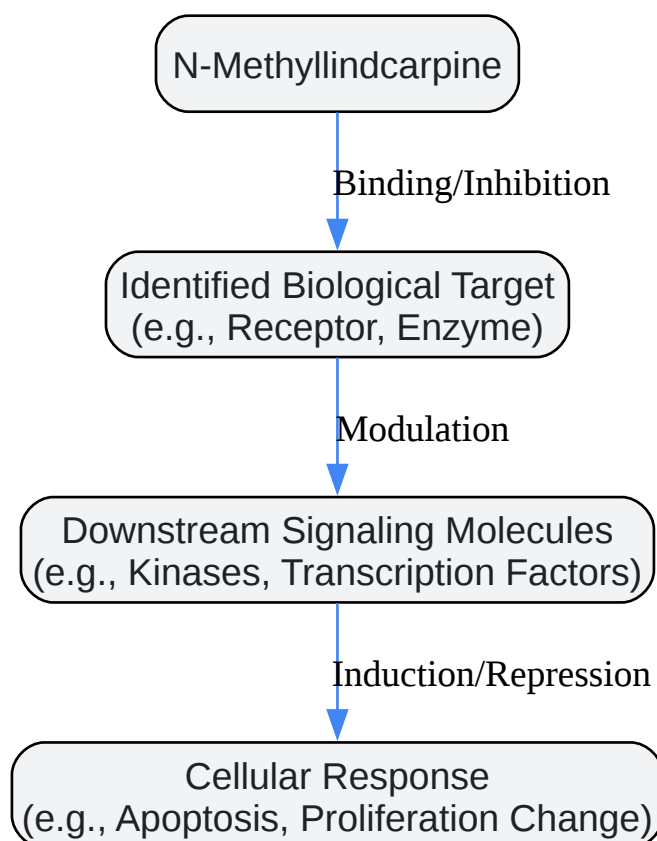 N-Methyllindcarpine
Binding/Inhibition
Identified Biological Target
(e.g., Receptor, Enzyme)
Modulation
Downstream Signaling Molecules
(e.g., Kinases, Transcription Factors)
Induction/Repression
Cellular Response
(e.g., Apoptosis, Proliferation Change)